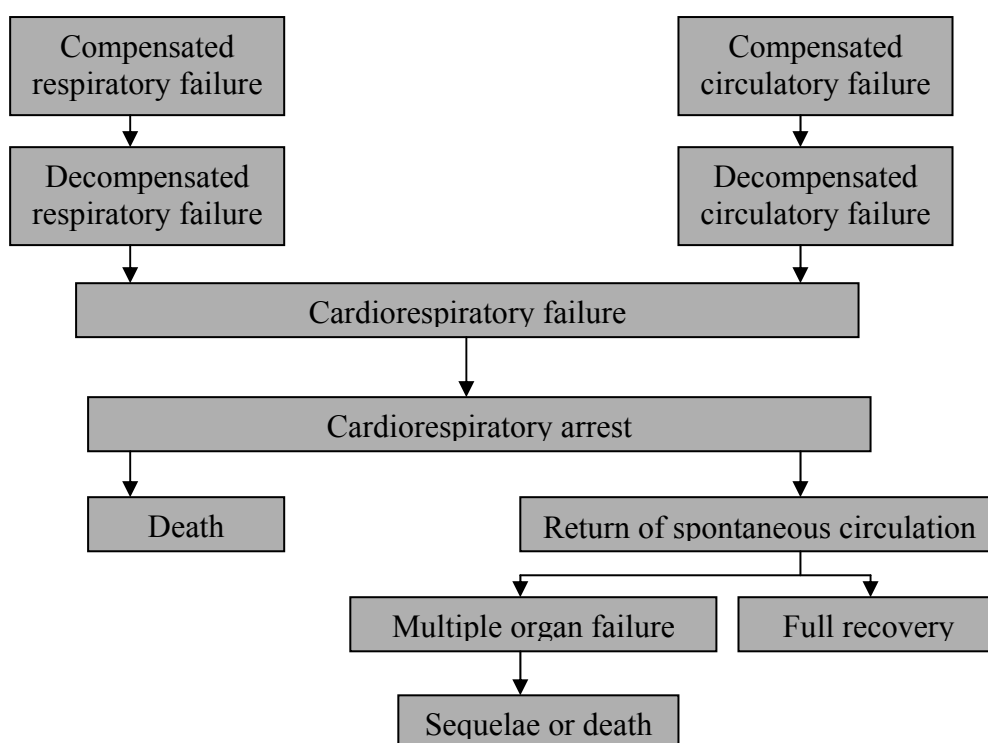 Compensated
respiratory failure
Compensated
circulatory failure
Decompensated
respiratory failure
Decompensated
circulatory failure
Cardiorespiratory failure
Cardiorespiratory arrest
Death
Return of spontaneous circulation
Multiple organ failure
Full recovery
Sequelae or death